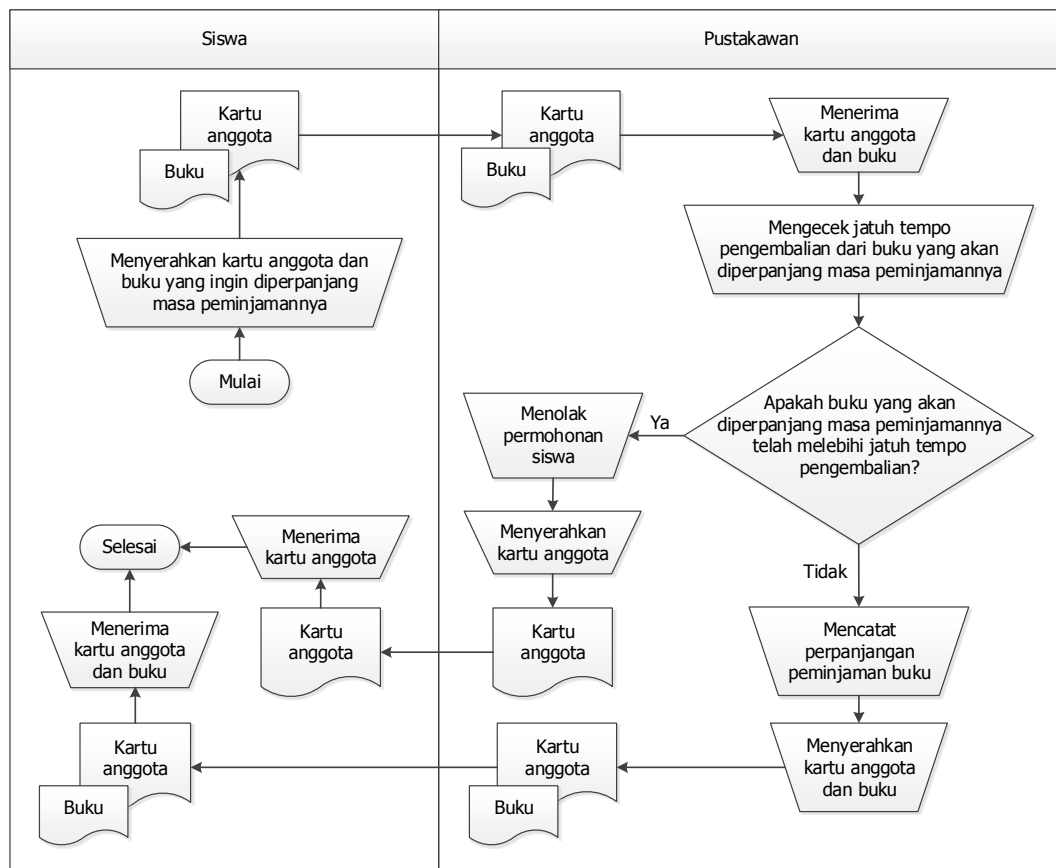 Siswa
Pustakawan
Kartu
anggota
Buku
Kartu
anggota
Buku
Menerima
kartu anggota
dan buku
Menyerahkan kartu anggota dan
buku yang ingin diperpanjang
masa peminjamannya
Mengecek jatuh tempo
pengembalian dari buku yang akan
diperpanjang masa peminjamannya
Mulai
Apakah buku yang akan
diperpanjang masa peminjamannya
telah melebihi jatuh tempo
pengembalian?
Ya
Menolak
permohonan
siswa
Menyerahkan
kartu anggota
Selesai
Menerima
kartu anggota
Tidak
Menerima
kartu anggota
dan buku
Kartu
anggota
Kartu
anggota
Mencatat
perpanjangan
peminjaman buku
Kartu
anggota
Buku
Kartu
anggota
Buku
Menyerahkan
kartu anggota
dan buku